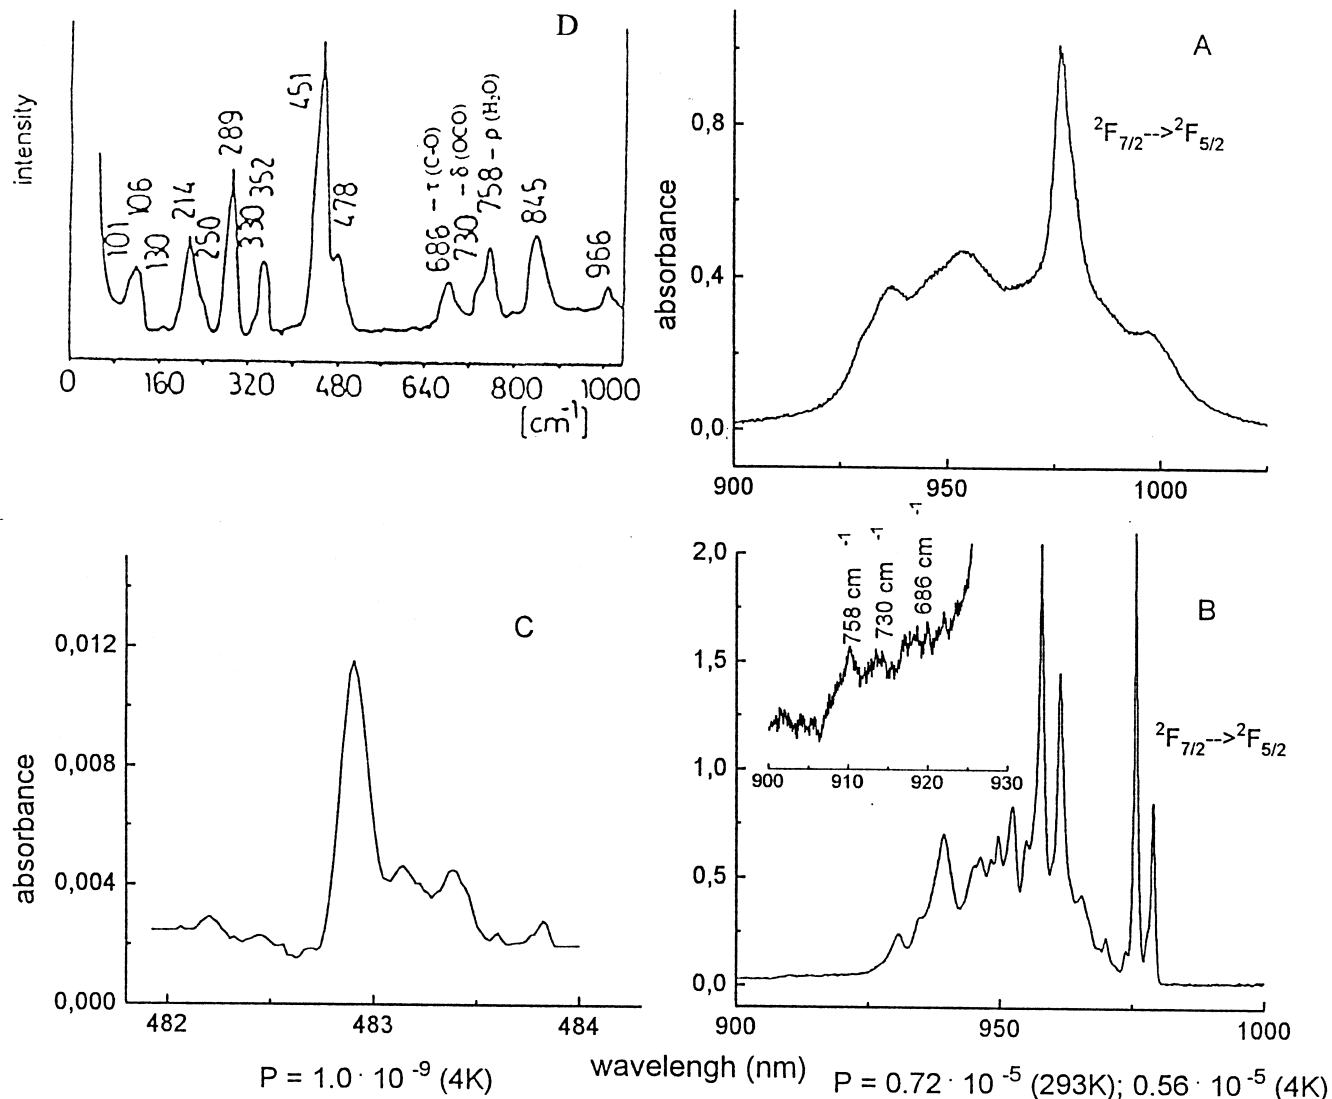 D
intensity
101
106
130
214
250
289
330
352
451
478
686 – τ (C-O)
730 – δ (OCO)
758 – ρ (H₂O)
845
966
0 160 320 480 640 800 1000
[cm⁻¹]
A
²F₇/₂-->²F₅/₂
absorbance
0,8
0,4
0,0
900 950 1000
C
absorbance
0,012
0,008
0,004
0,000
482 483 484
P = 1.0 · 10 ⁻⁹ (4K)
B
2,0
1,5
1,0
0,5
0,0
758 cm ⁻¹
730 cm ⁻¹
686 cm ⁻¹
900 910 920 930
²F₇/₂-->²F₅/₂
900 950 1000
wavelengh (nm)
P = 0.72 · 10 ⁻⁵ (293K); 0.56 · 10 ⁻⁵ (4K)